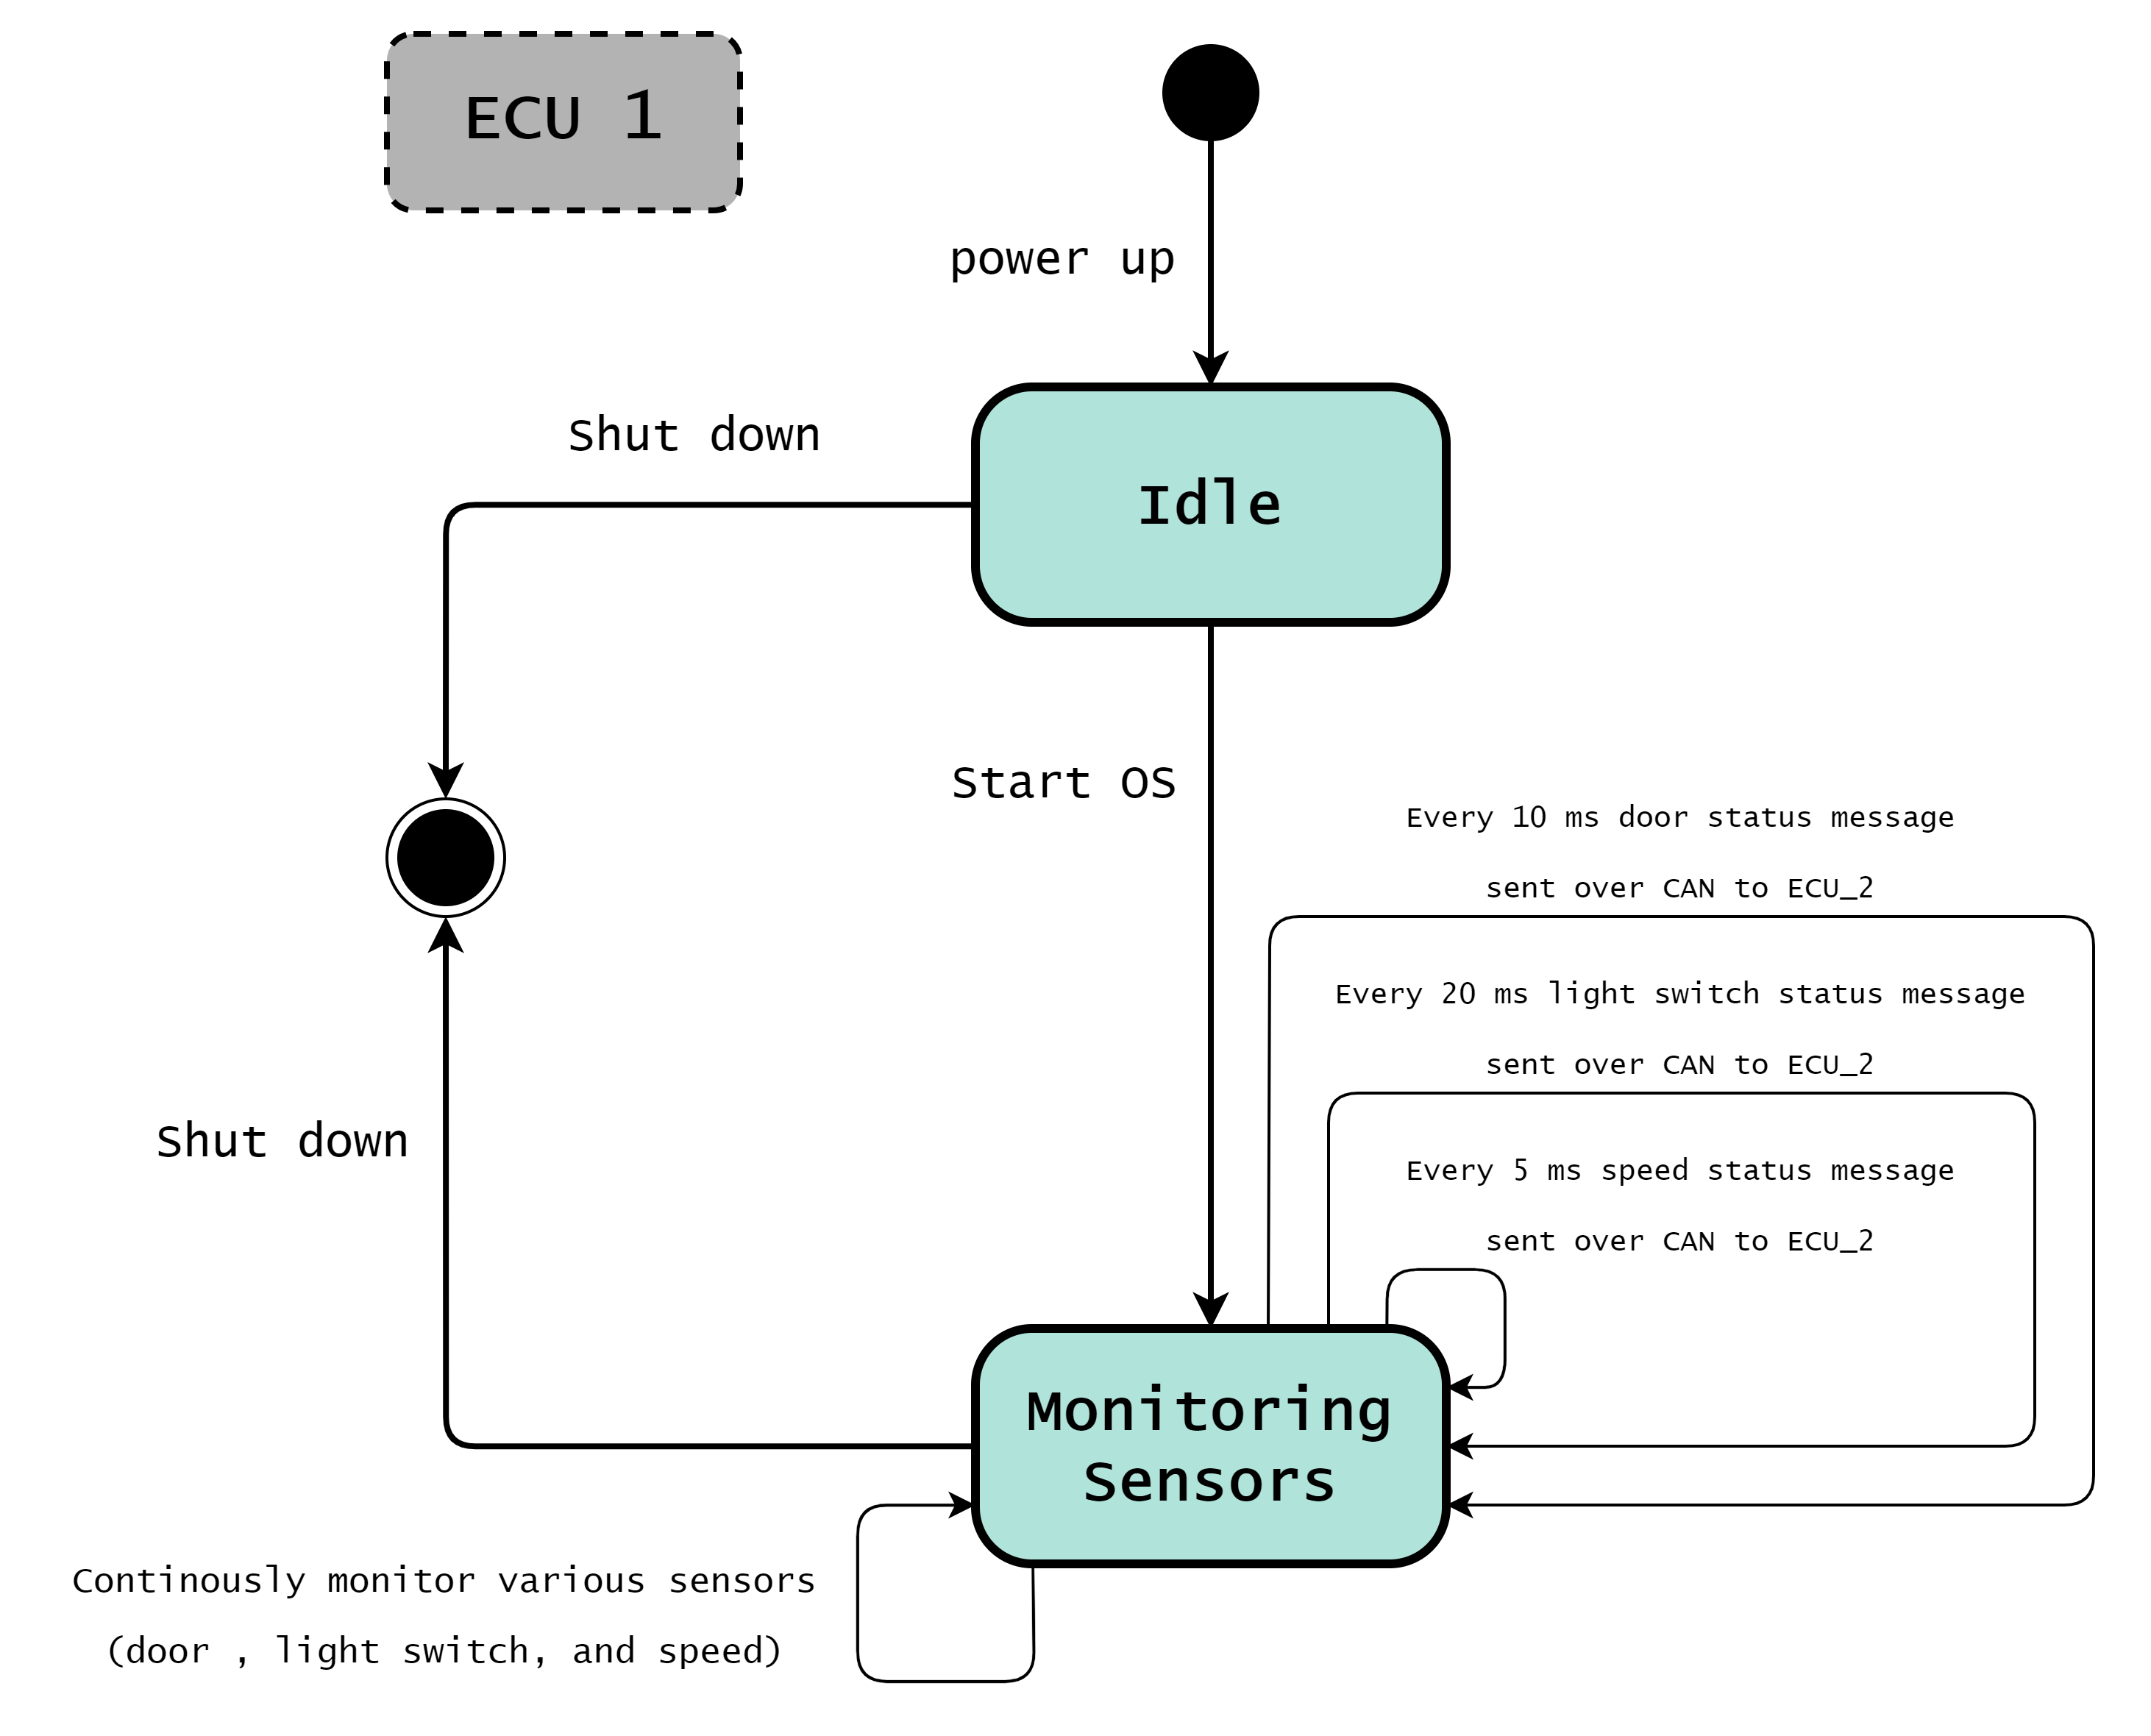 ECU 1
power up
Shut down
Idle
Start OS
Every 10 ms door status message
sent over CAN to ECU_2
Every 20 ms light switch status message
sent over CAN to ECU_2
Every 5 ms speed status message
sent over CAN to ECU_2
Shut down
Monitoring
Sensors
Continously monitor various sensors
(door , light switch, and speed)